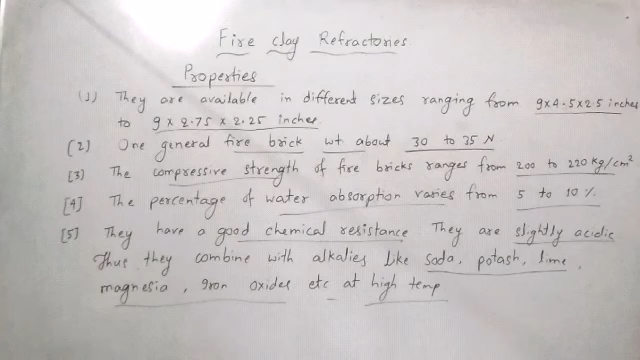 Fire clay Refractories
Properties
(1) They are available in different sizes ranging from 9x4.5x2.5 inches
to 9 x 2.75 x 2.25 inches.
(2) One general fire brick wt about 30 to 35 N
[3] The compressive strength of fire bricks ranges from 200 to 220 kg/cm²
[4] The percentage of water absorption varies from 5 to 10 %.
[5] They have a good chemical resistance They are slightly acidic
Thus they combine with alkalies like soda, potash, lime,
magnesia, iron oxides etc at high temp